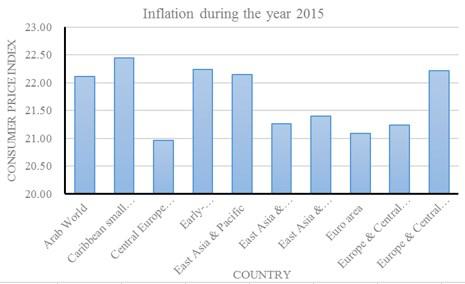 Inflation during the year 2015
CONSUMER PRICE INDEX
23.00
22.50
22.00
21.50
21.00
20.50
20.00
Arab World
Caribbean small…
Central Europe…
Early-…
East Asia & Pacific
East Asia &…
East Asia &…
Euro area
Europe & Central…
Europe & Central…
COUNTRY